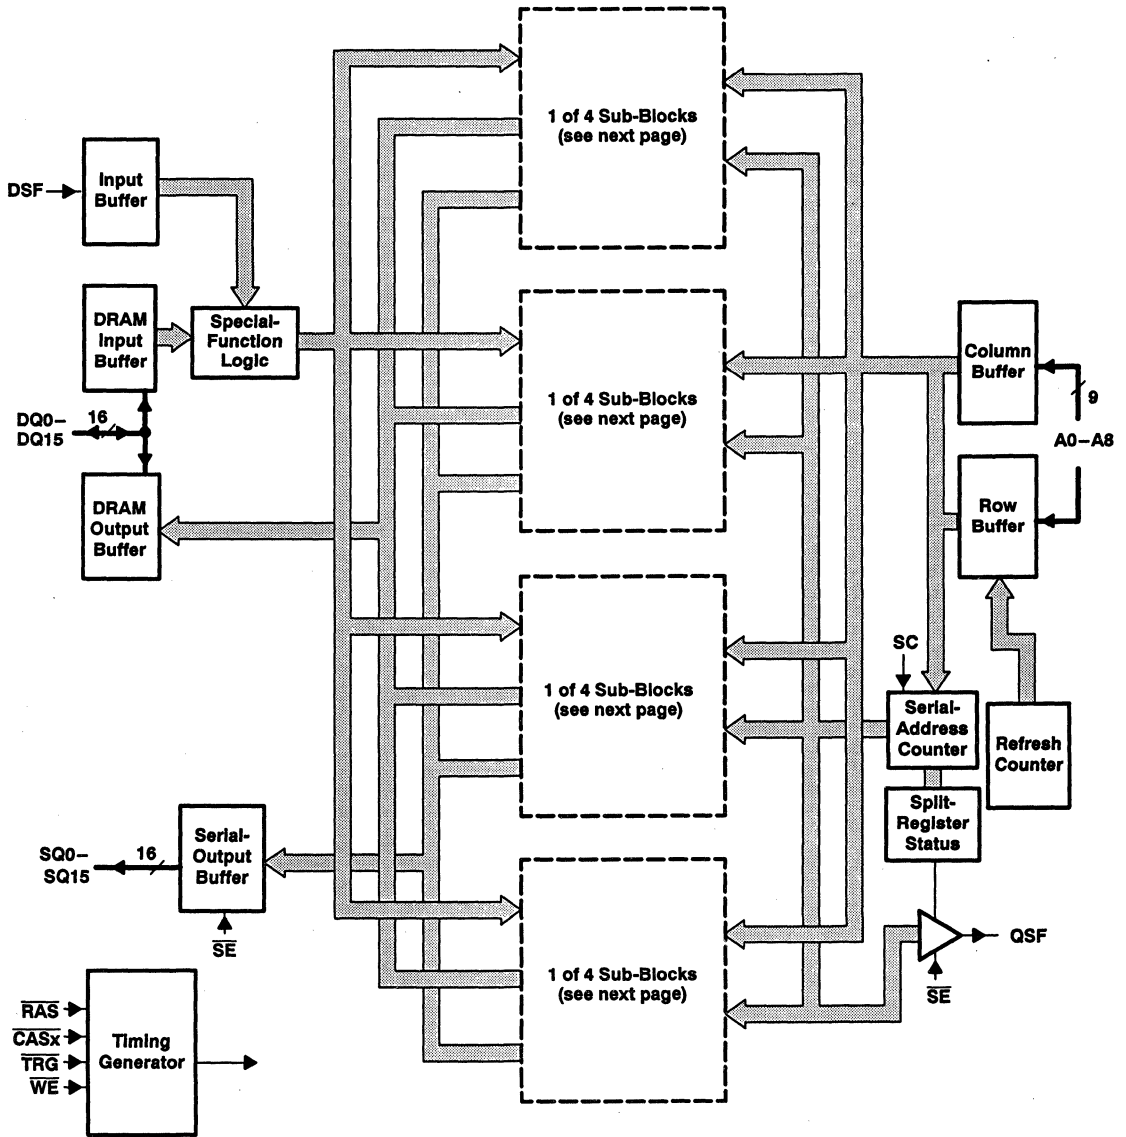 1 of 4 Sub-Blocks
(see next page)
DSF
Input
Buffer
DRAM
Input
Buffer
Special-
Function
Logic
DQ0–
DQ15
16
DRAM
Output
Buffer
1 of 4 Sub-Blocks
(see next page)
Column
Buffer
9
A0–A8
Row
Buffer
1 of 4 Sub-Blocks
(see next page)
SC
Serial-
Address
Counter
Refresh
Counter
Split-
Register
Status
SQ0–
SQ15
16
Serial-
Output
Buffer
SE
1 of 4 Sub-Blocks
(see next page)
QSF
SE
RAS
CASx
TRG
WE
Timing
Generator